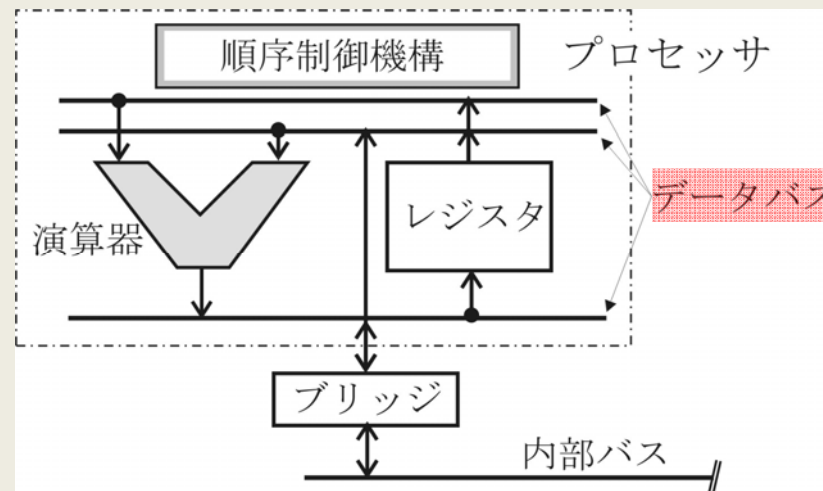 順序制御機構
プロセッサ
演算器
レジスタ
データバス
ブリッジ
内部バス